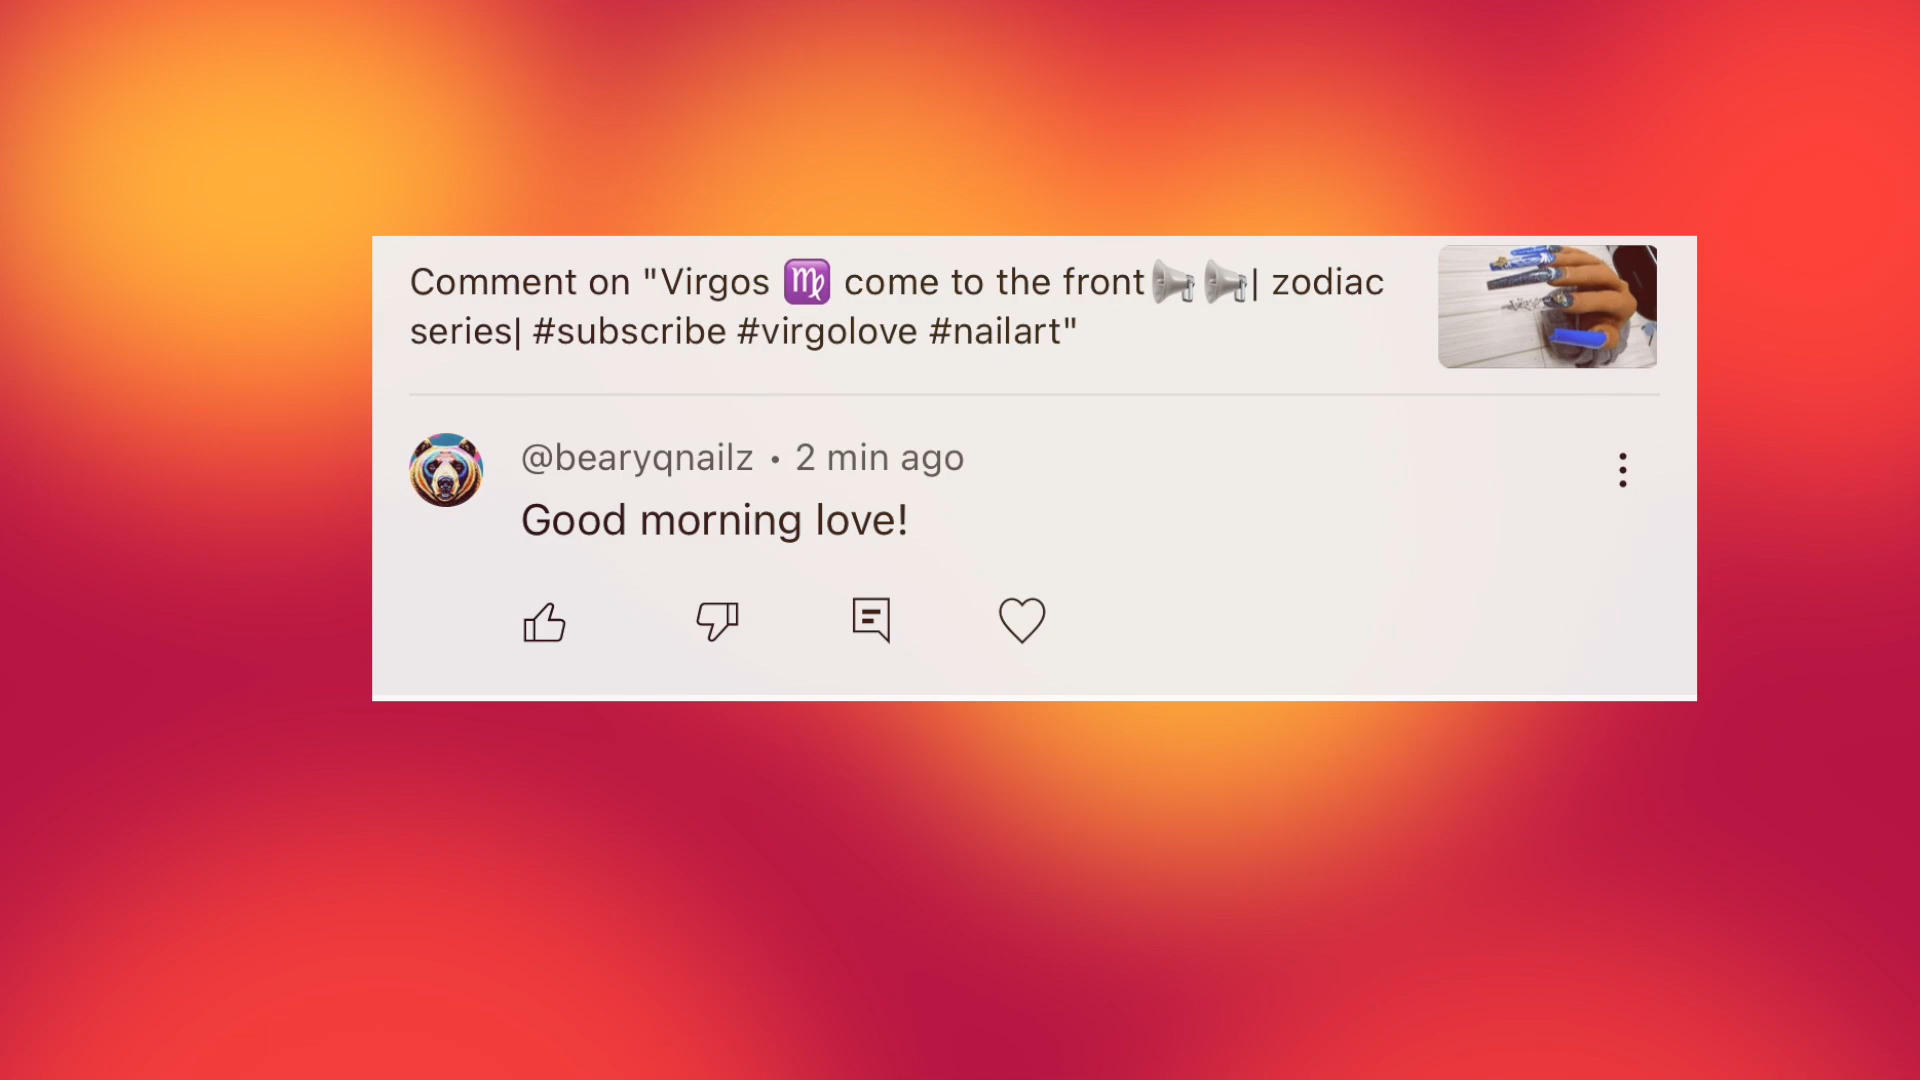 Comment on "Virgos ♍ come to the front📢📢| zodiac
series| #subscribe #virgolove #nailart"
@bearyqnailz • 2 min ago
Good morning love!